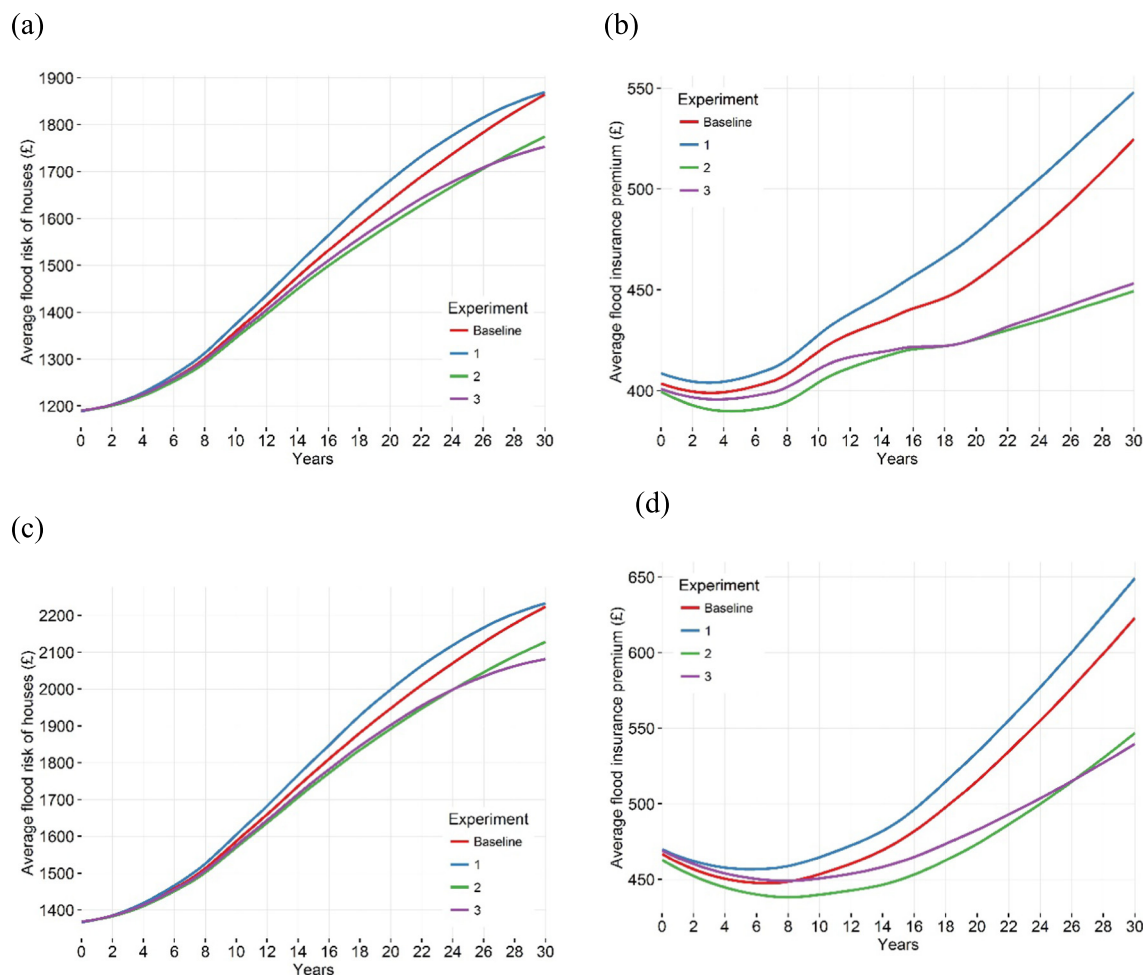 (a)
Average flood risk of houses (£)
1900
1800
1700
1600
1500
1400
1300
1200
Experiment
Baseline
1
2
3
0 2 4 6 8 10 12 14 16 18 20 22 24 26 28 30
Years
(b)
Average flood insurance premium (£)
550
500
450
400
Experiment
Baseline
1
2
3
0 2 4 6 8 10 12 14 16 18 20 22 24 26 28 30
Years
(c)
Average flood risk of houses (£)
2200
2100
2000
1900
1800
1700
1600
1500
1400
Experiment
Baseline
1
2
3
0 2 4 6 8 10 12 14 16 18 20 22 24 26 28 30
Years
(d)
Average flood insurance premium (£)
650
600
550
500
450
Experiment
Baseline
1
2
3
0 2 4 6 8 10 12 14 16 18 20 22 24 26 28 30
Years